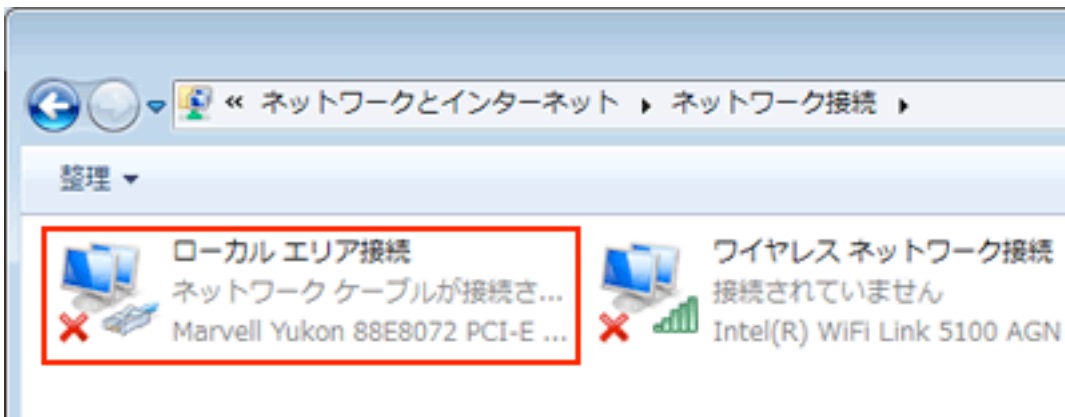 « ネットワークとインターネット ▸ ネットワーク接続 ▸
整理 ▾
ローカル エリア接続
ネットワーク ケーブルが接続さ...
Marvell Yukon 88E8072 PCI-E ...
ワイヤレス ネットワーク接続
接続されていません
Intel(R) WiFi Link 5100 AGN